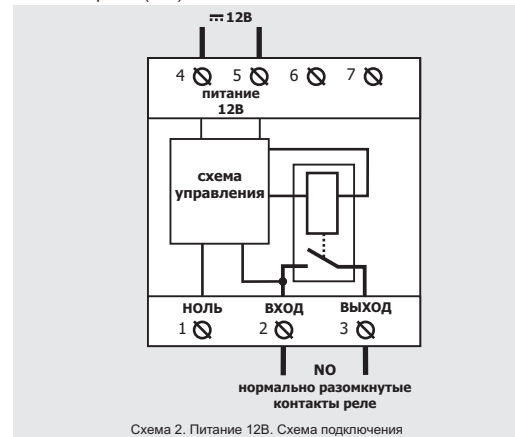 12В
4 5 6 7
питание
12В
схема
управления
НОЛЬ ВХОД ВЫХОД
1 2 3
NO
нормально разомкнутые
контакты реле
Схема 2. Питание 12В. Схема подключения